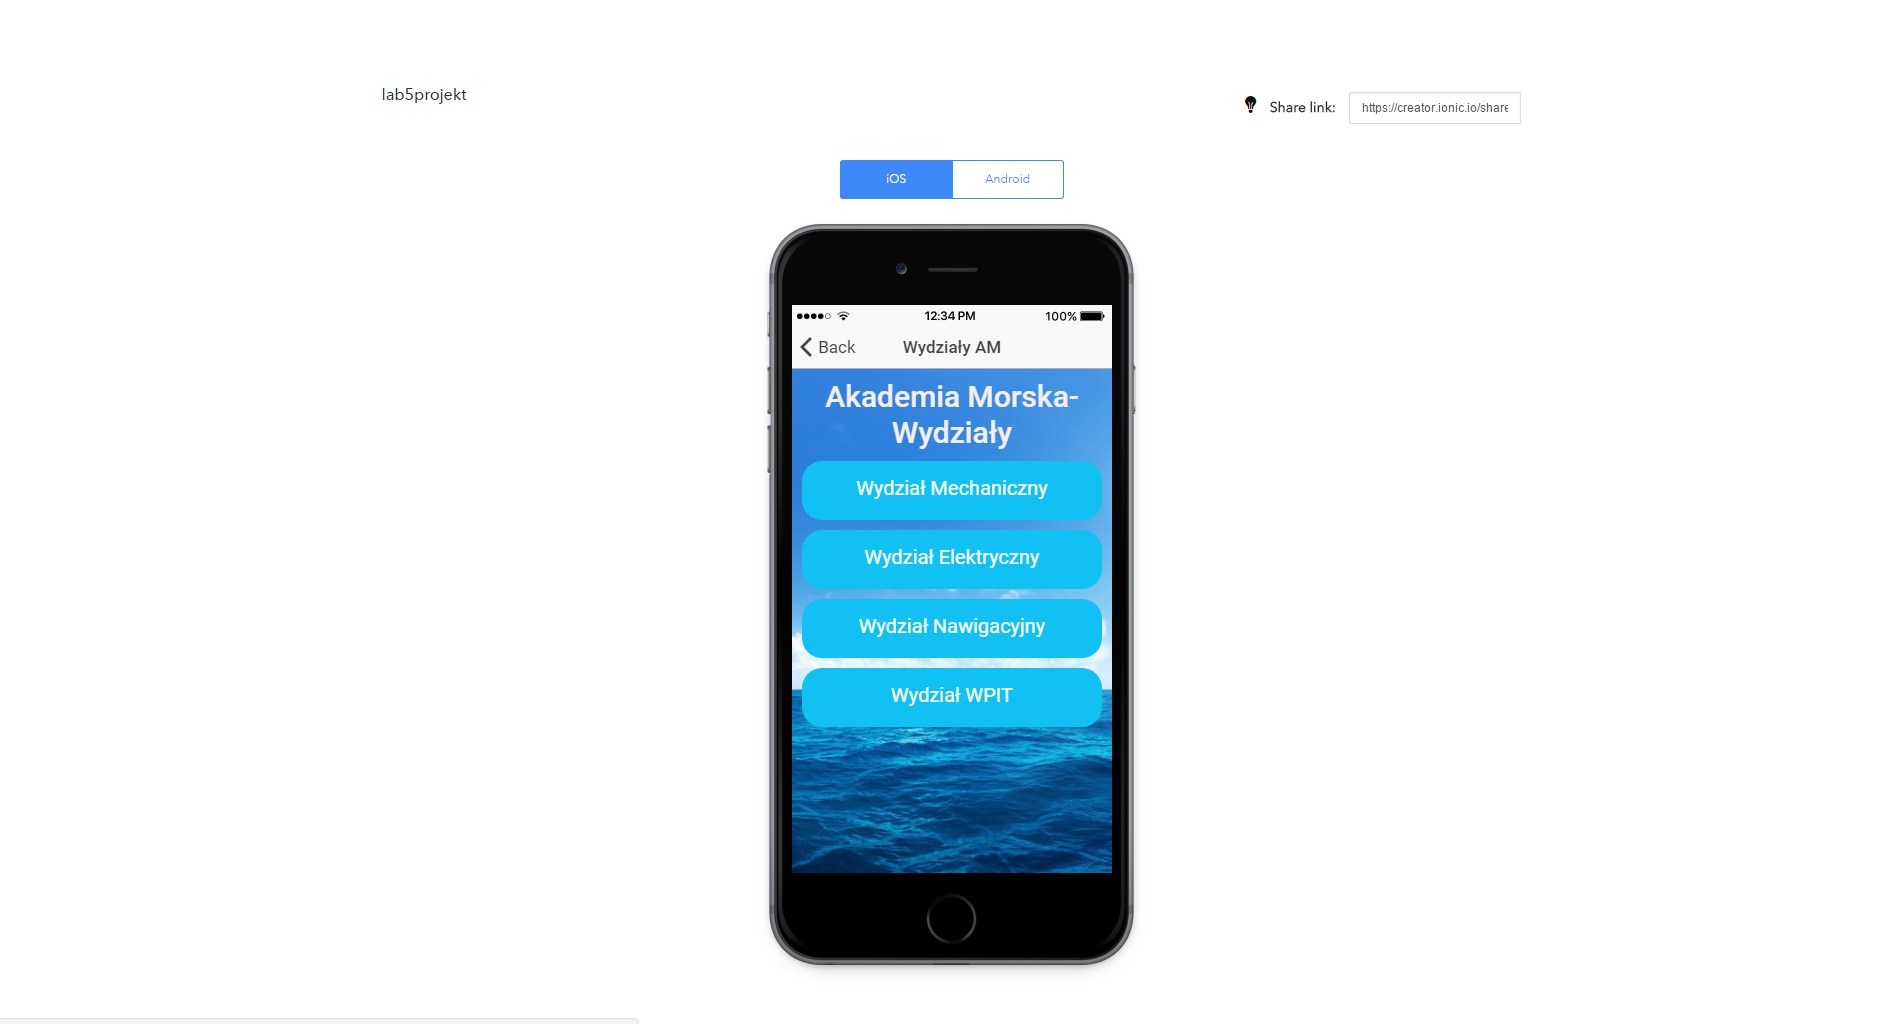 lab5projekt
Share link:
https://creator.ionic.io/share
iOS
Android
12:34 PM
100%
Back
Wydziały AM
Akademia Morska-
Wydziały
Wydział Mechaniczny
Wydział Elektryczny
Wydział Nawigacyjny
Wydział WPIT